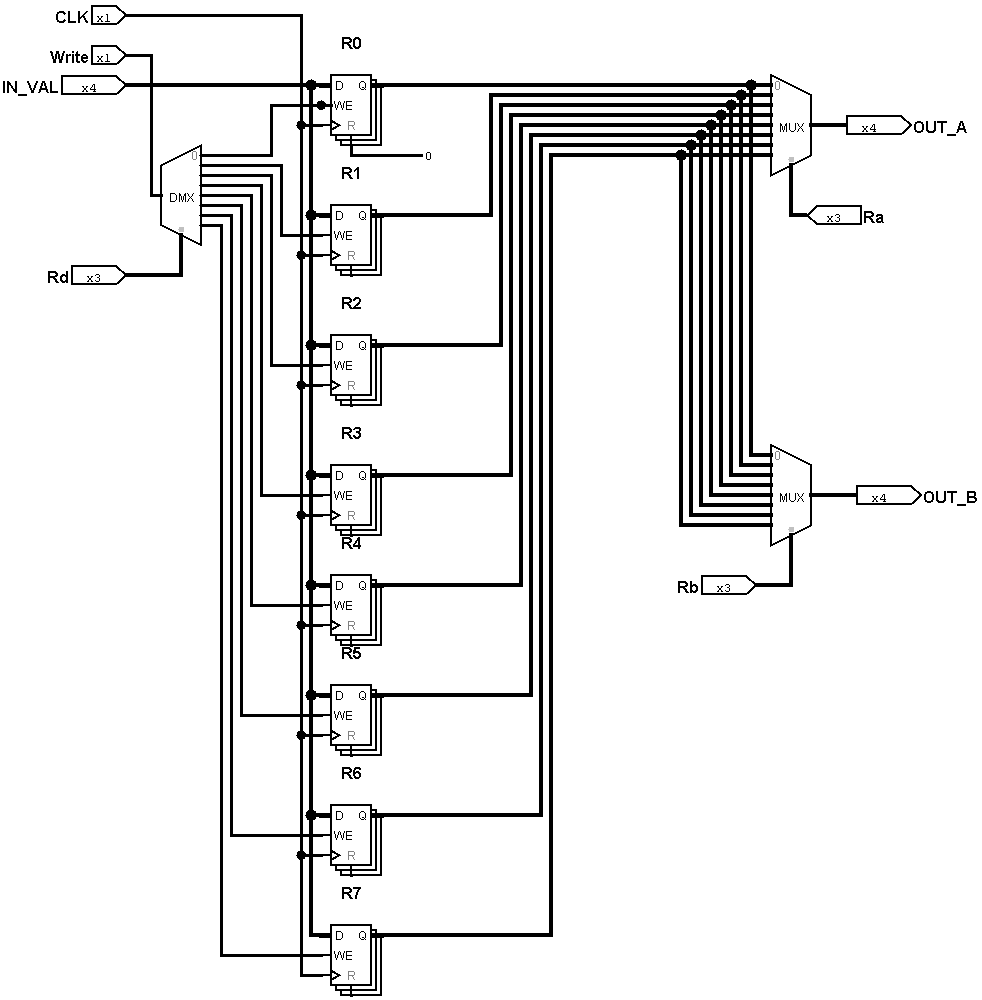 CLK x1
R0
Write x1
IN_VAL x4
D Q
WE
R
0
MUX
x4 OUT_A
0
0
DMX
R1
x3 Ra
D Q
WE
R
Rd x3
R2
D Q
WE
R
R3
0
D Q
WE
R
MUX
x4 OUT_B
R4
D Q
WE
R
Rb x3
R5
D Q
WE
R
R6
D Q
WE
R
R7
D Q
WE
R